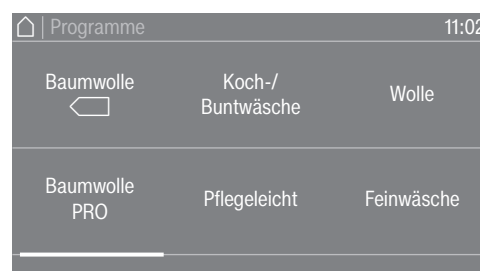 Programme 11:02
Baumwolle
Koch-/
Buntwäsche
Wolle
Baumwolle
PRO
Pflegeleicht
Feinwäsche